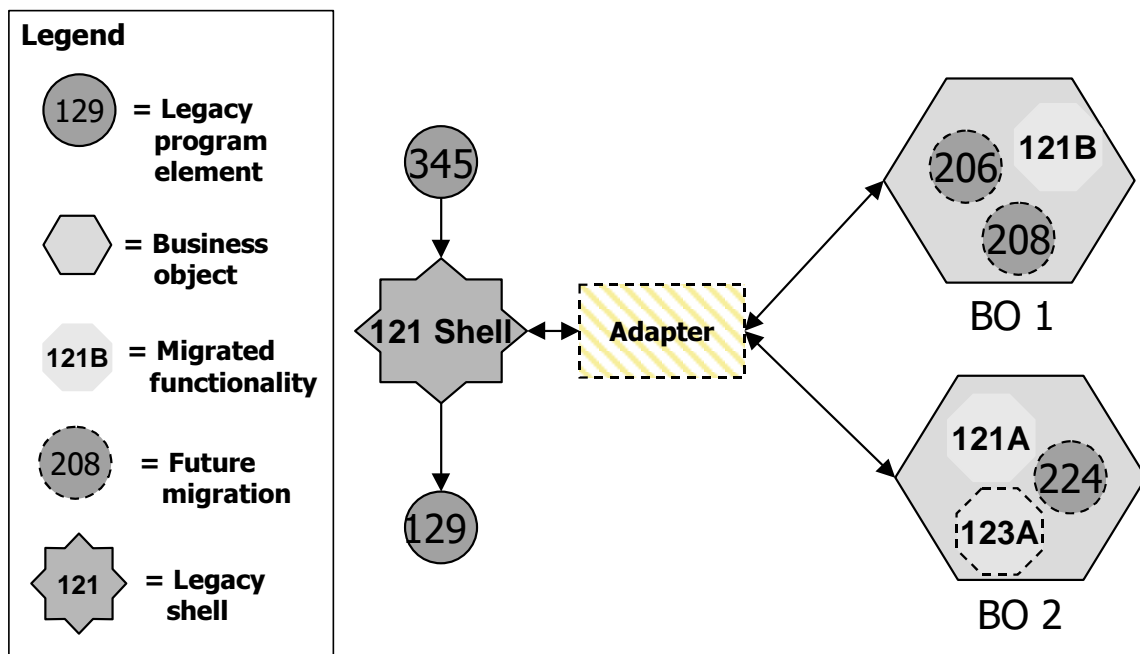 Legend
129
= Legacy
program
element
= Business
object
121B
= Migrated
functionality
208
= Future
migration
121
= Legacy
shell
345
121 Shell
Adapter
129
206
121B
208
BO 1
121A
224
123A
BO 2